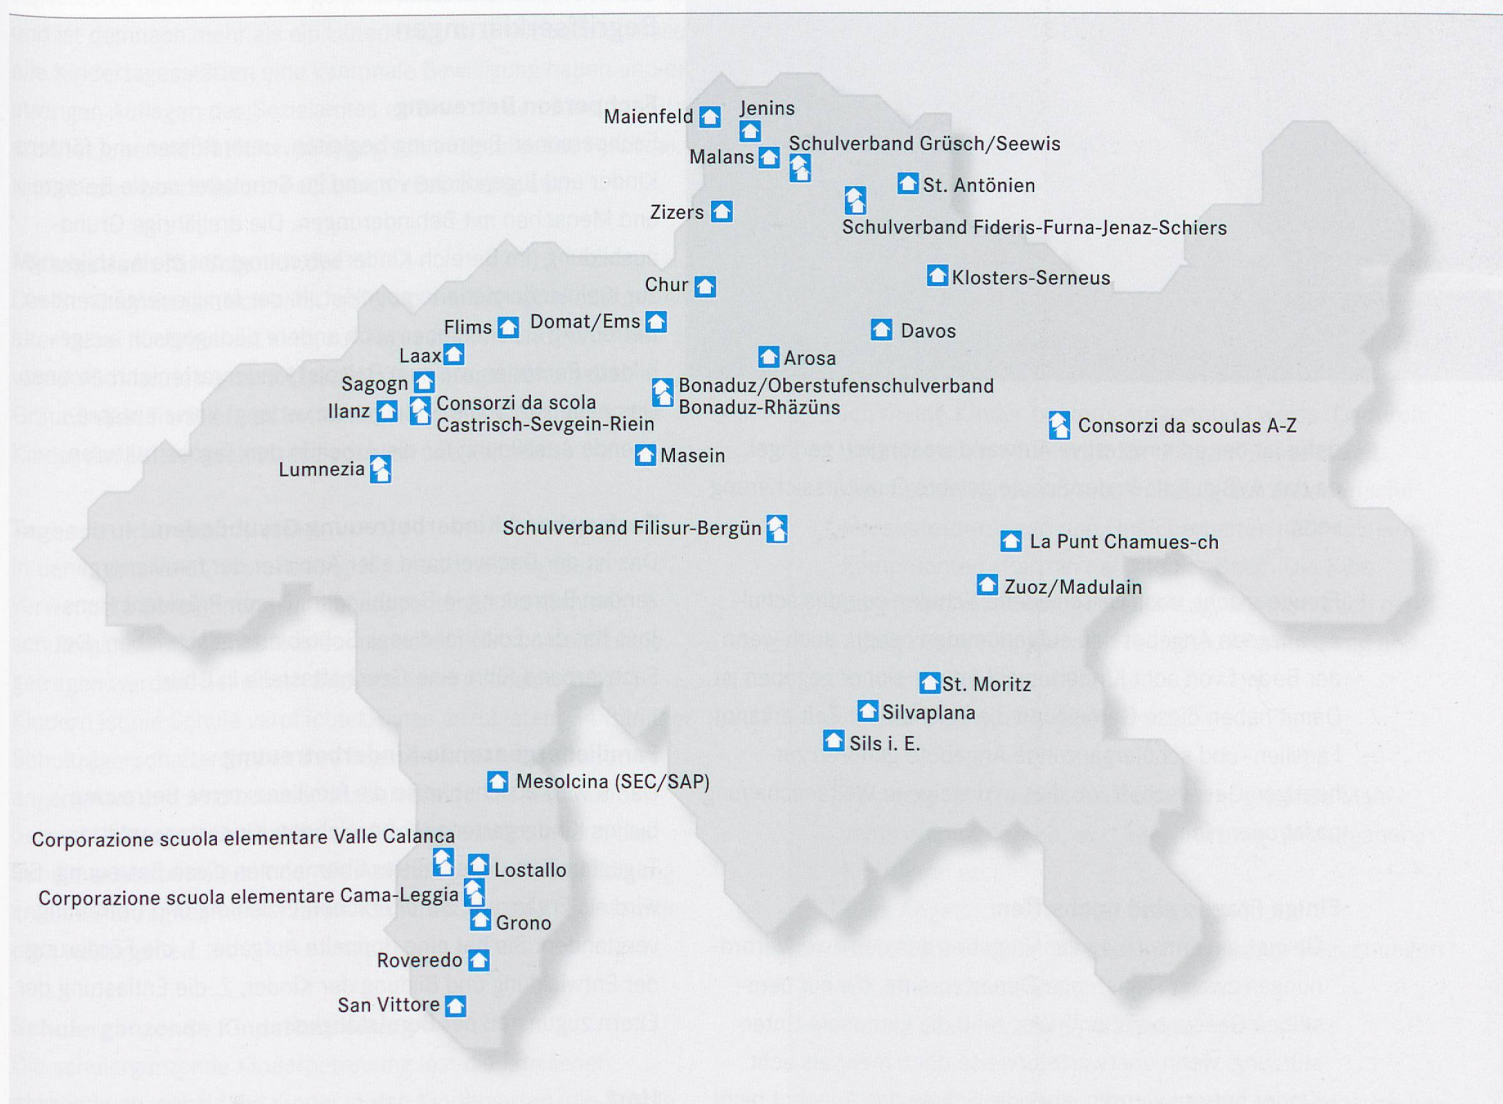 Maienfeld
Jenins
Malans
Schulverband Grüsch/Seewis
St. Antönien
Zizers
Schulverband Fideris-Furna-Jenaz-Schiers
Klosters-Serneus
Chur
Flims
Domat/Ems
Davos
Laax
Arosa
Sagogn
Bonaduz/Oberstufenschulverband
Bonaduz-Rhäzüns
Ilanz
Consorzi da scola
Castrisch-Sevgein-Riein
Consorzi da scoulas A-Z
Masein
Lumnezia
Schulverband Filisur-Bergün
La Punt Chamues-ch
Zuoz/Madulain
St. Moritz
Silvaplana
Sils i. E.
Mesolcina (SEC/SAP)
Corporazione scuola elementare Valle Calanca
Lostallo
Corporazione scuola elementare Cama-Leggia
Grono
Roveredo
San Vittore